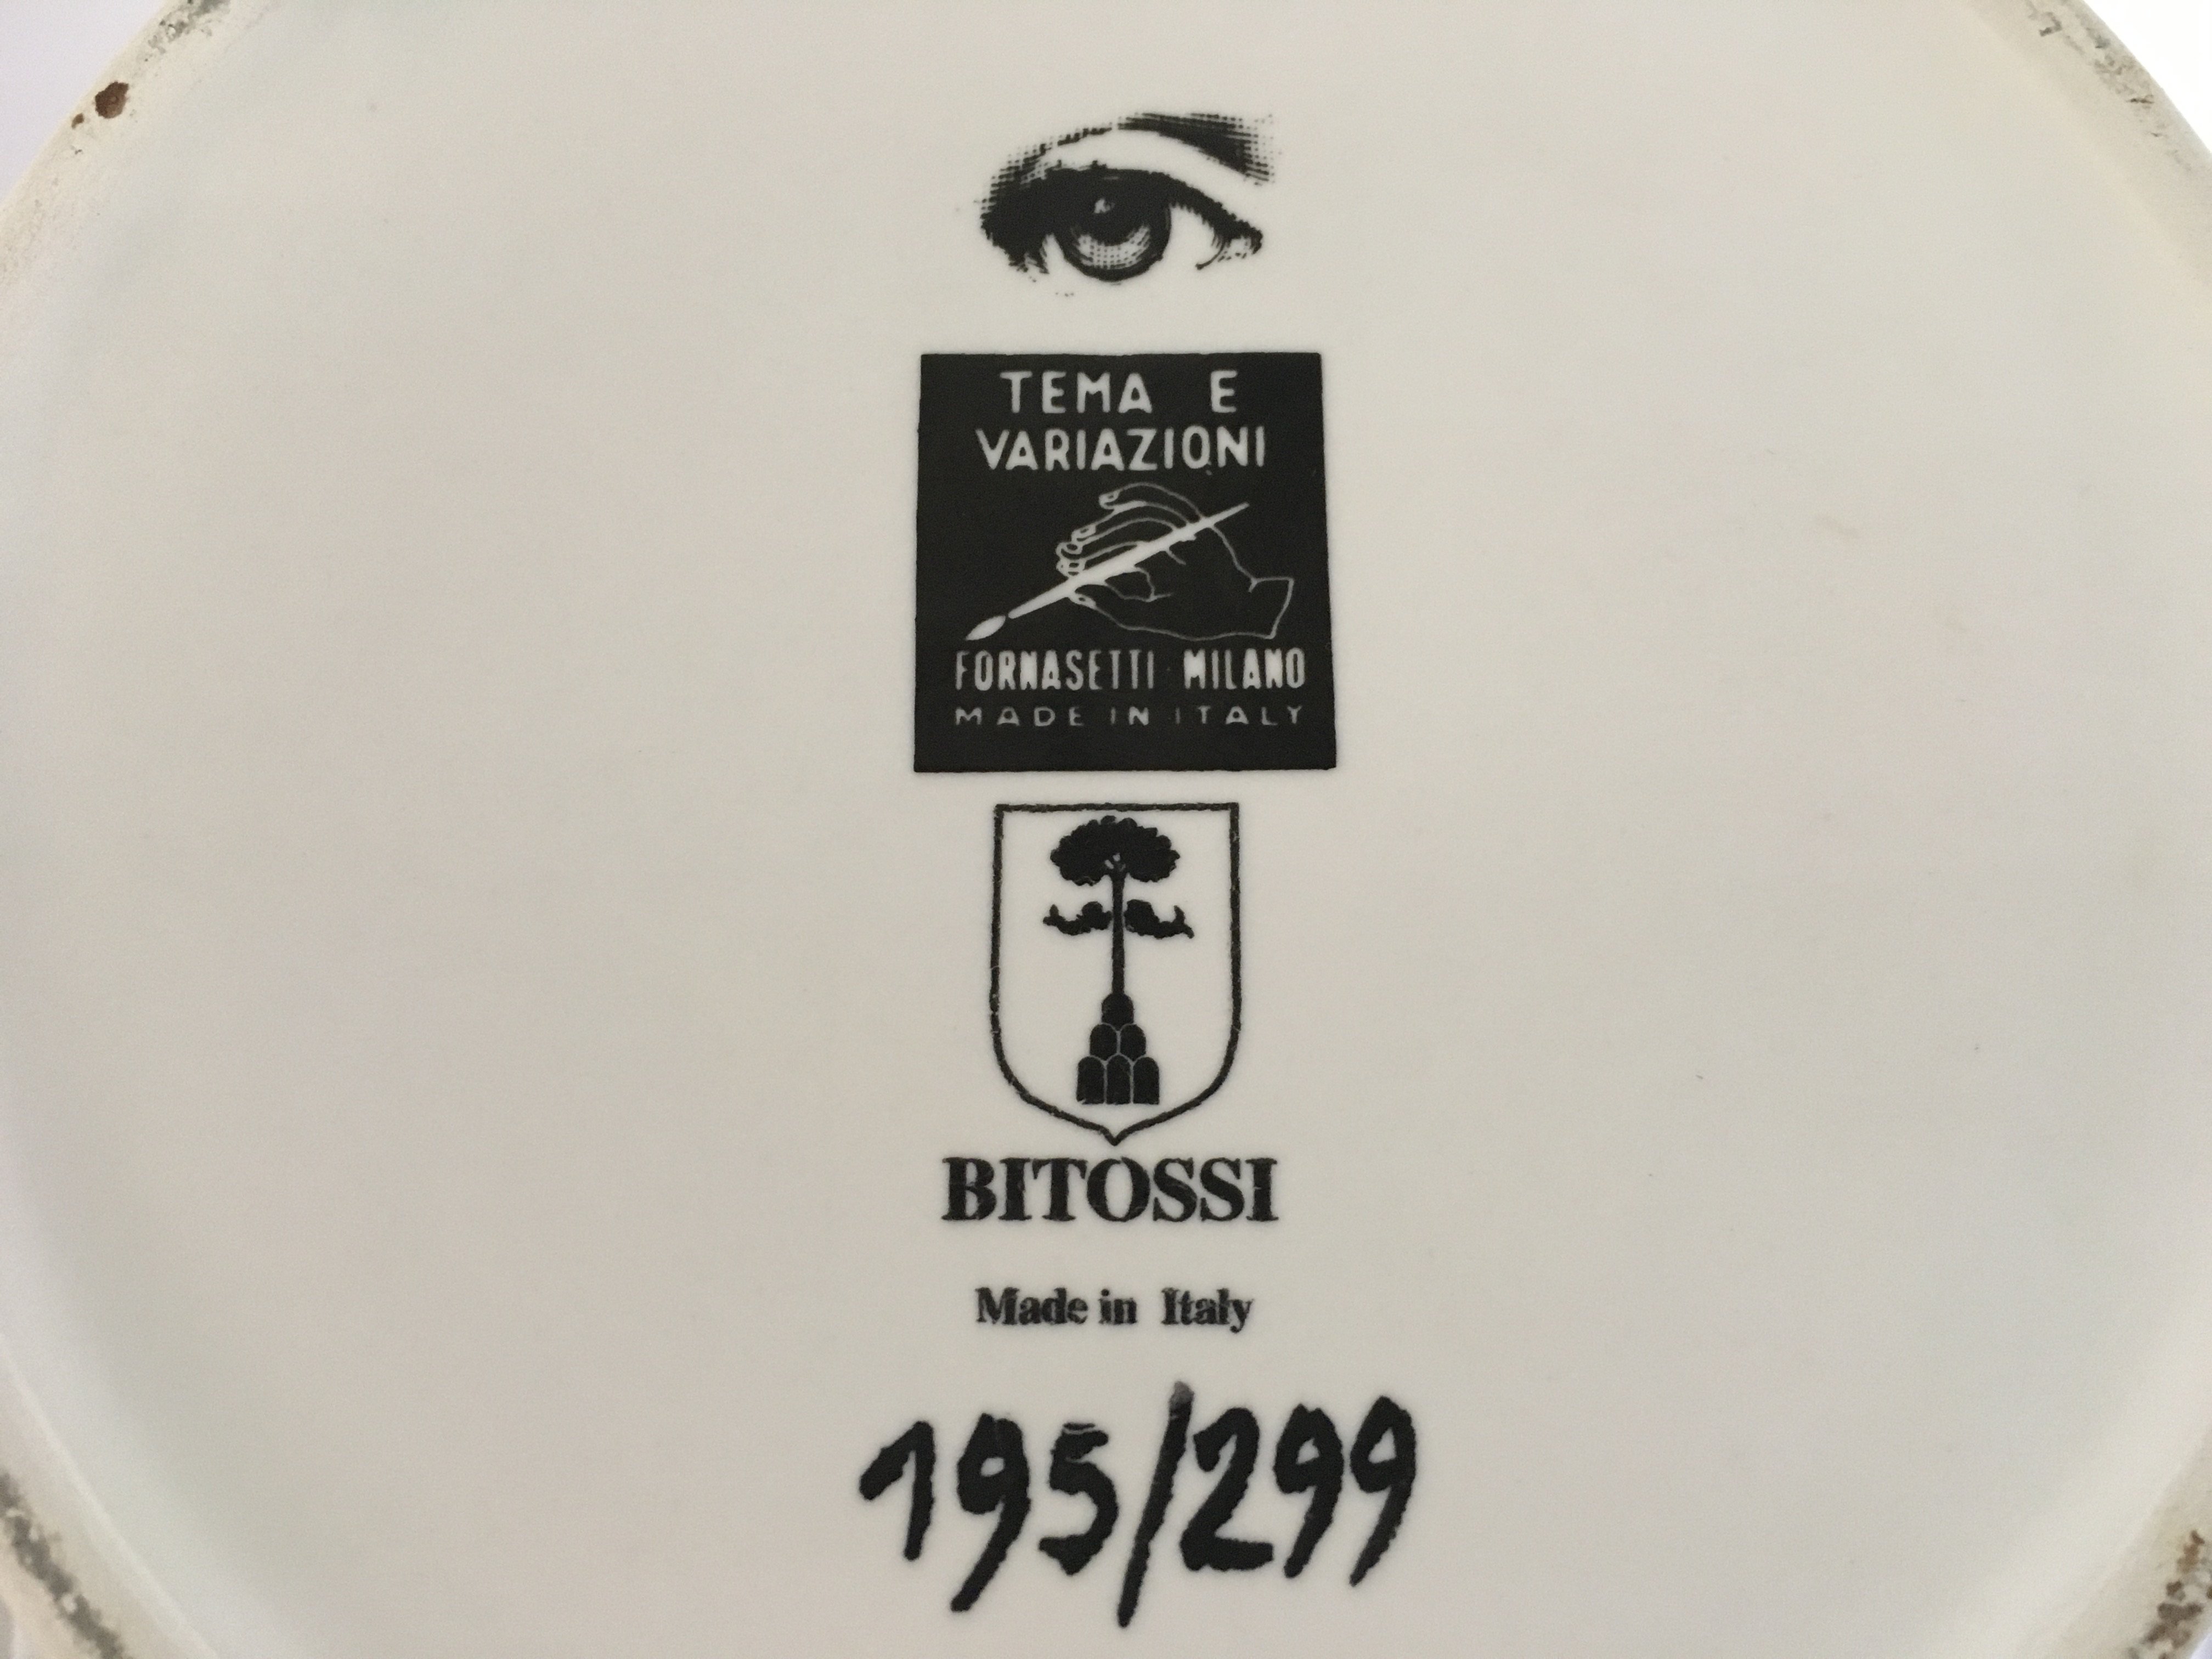 TEMA E
VARIAZIONI
FORNASETTI · MILANO
MADE IN ITALY
BITOSSI
Made in Italy
195/299